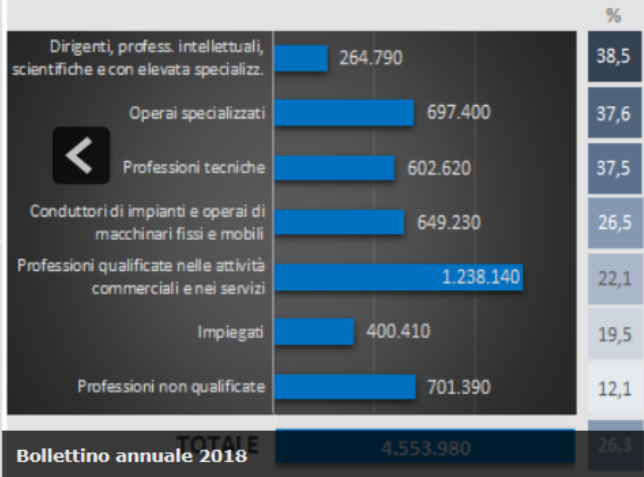 %
Dirigenti, profess. intellettuali,
scientifiche e con elevata specializz.
264.790
38,5
Operai specializzati
697.400
37,6
Professioni tecniche
602.620
37,5
Conduttori di impianti e operai di
macchinari fissi e mobili
649.230
26,5
Professioni qualificate nelle attività
commerciali e nei servizi
1.238.140
22,1
Impiegati
400.410
19,5
Professioni non qualificate
701.390
12,1
TOTALE
4.553.980
26,3
Bollettino annuale 2018